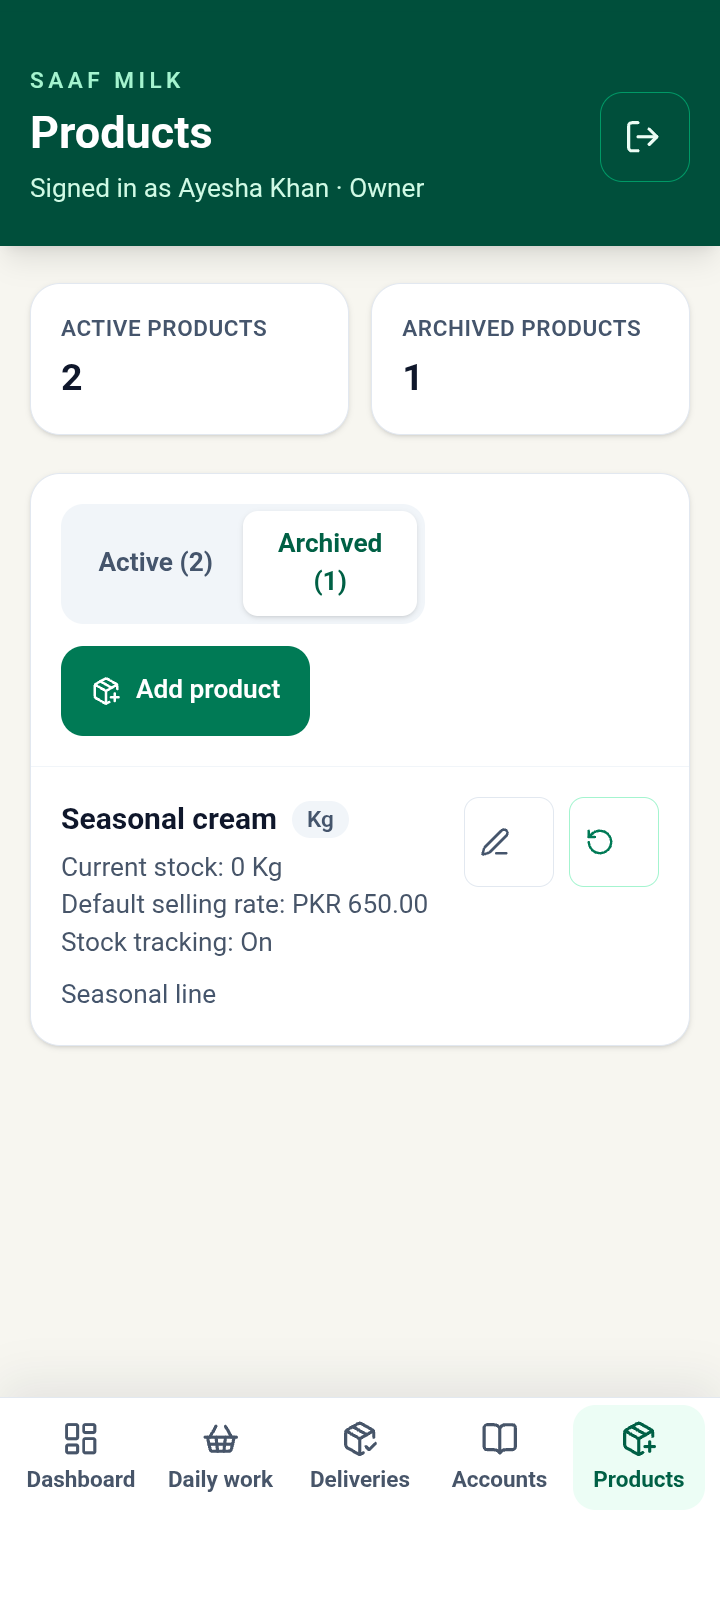 SAAF MILK
Products
Signed in as Ayesha Khan · Owner
ACTIVE PRODUCTS
2
ARCHIVED PRODUCTS
1
Active (2)
Archived
(1)
Add product
Seasonal cream Kg
Current stock: 0 Kg
Default selling rate: PKR 650.00
Stock tracking: On
Seasonal line
Dashboard
Daily work
Deliveries
Accounts
Products